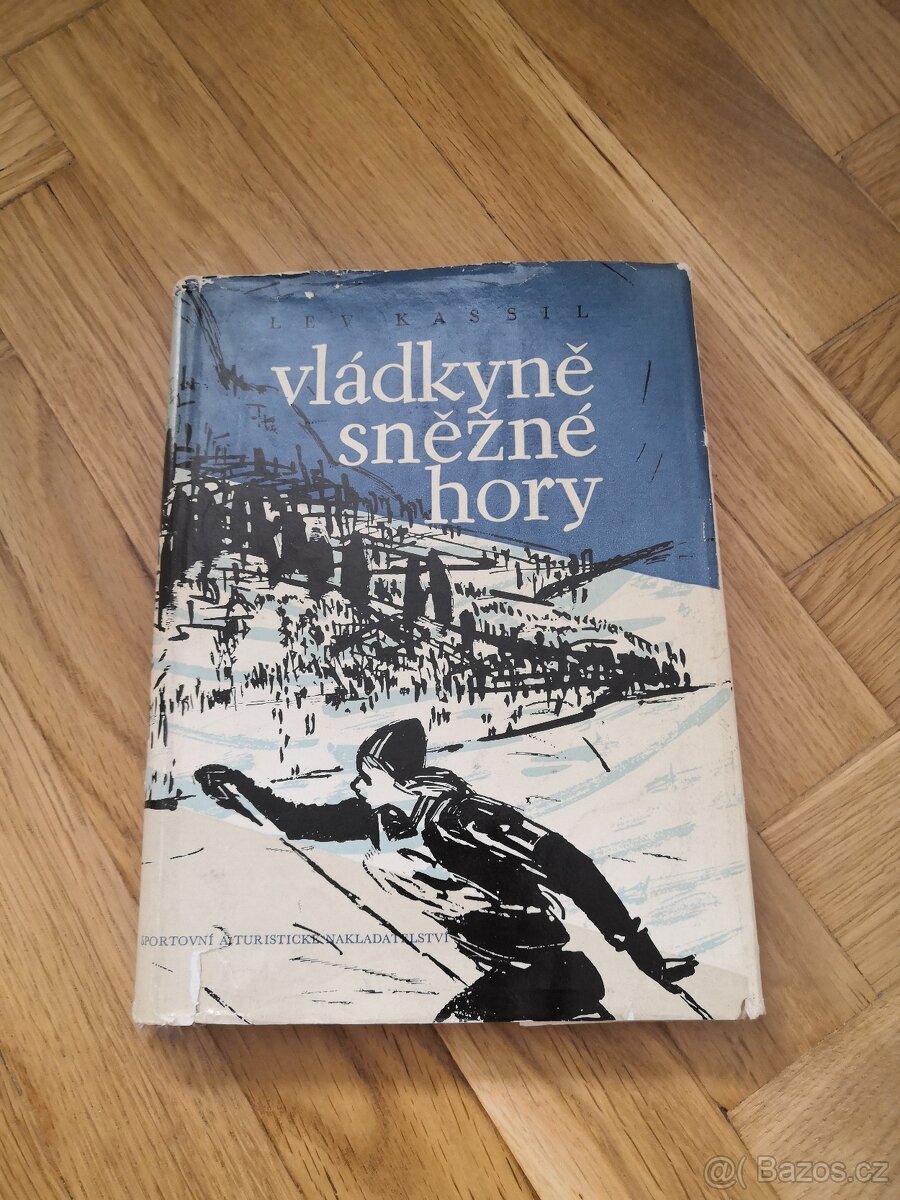 LEV KASSIL
vládkyně
sněžné
hory
SPORTOVNÍ A TURISTICKÉ NAKLADATELSTVÍ
@( Bazos.cz